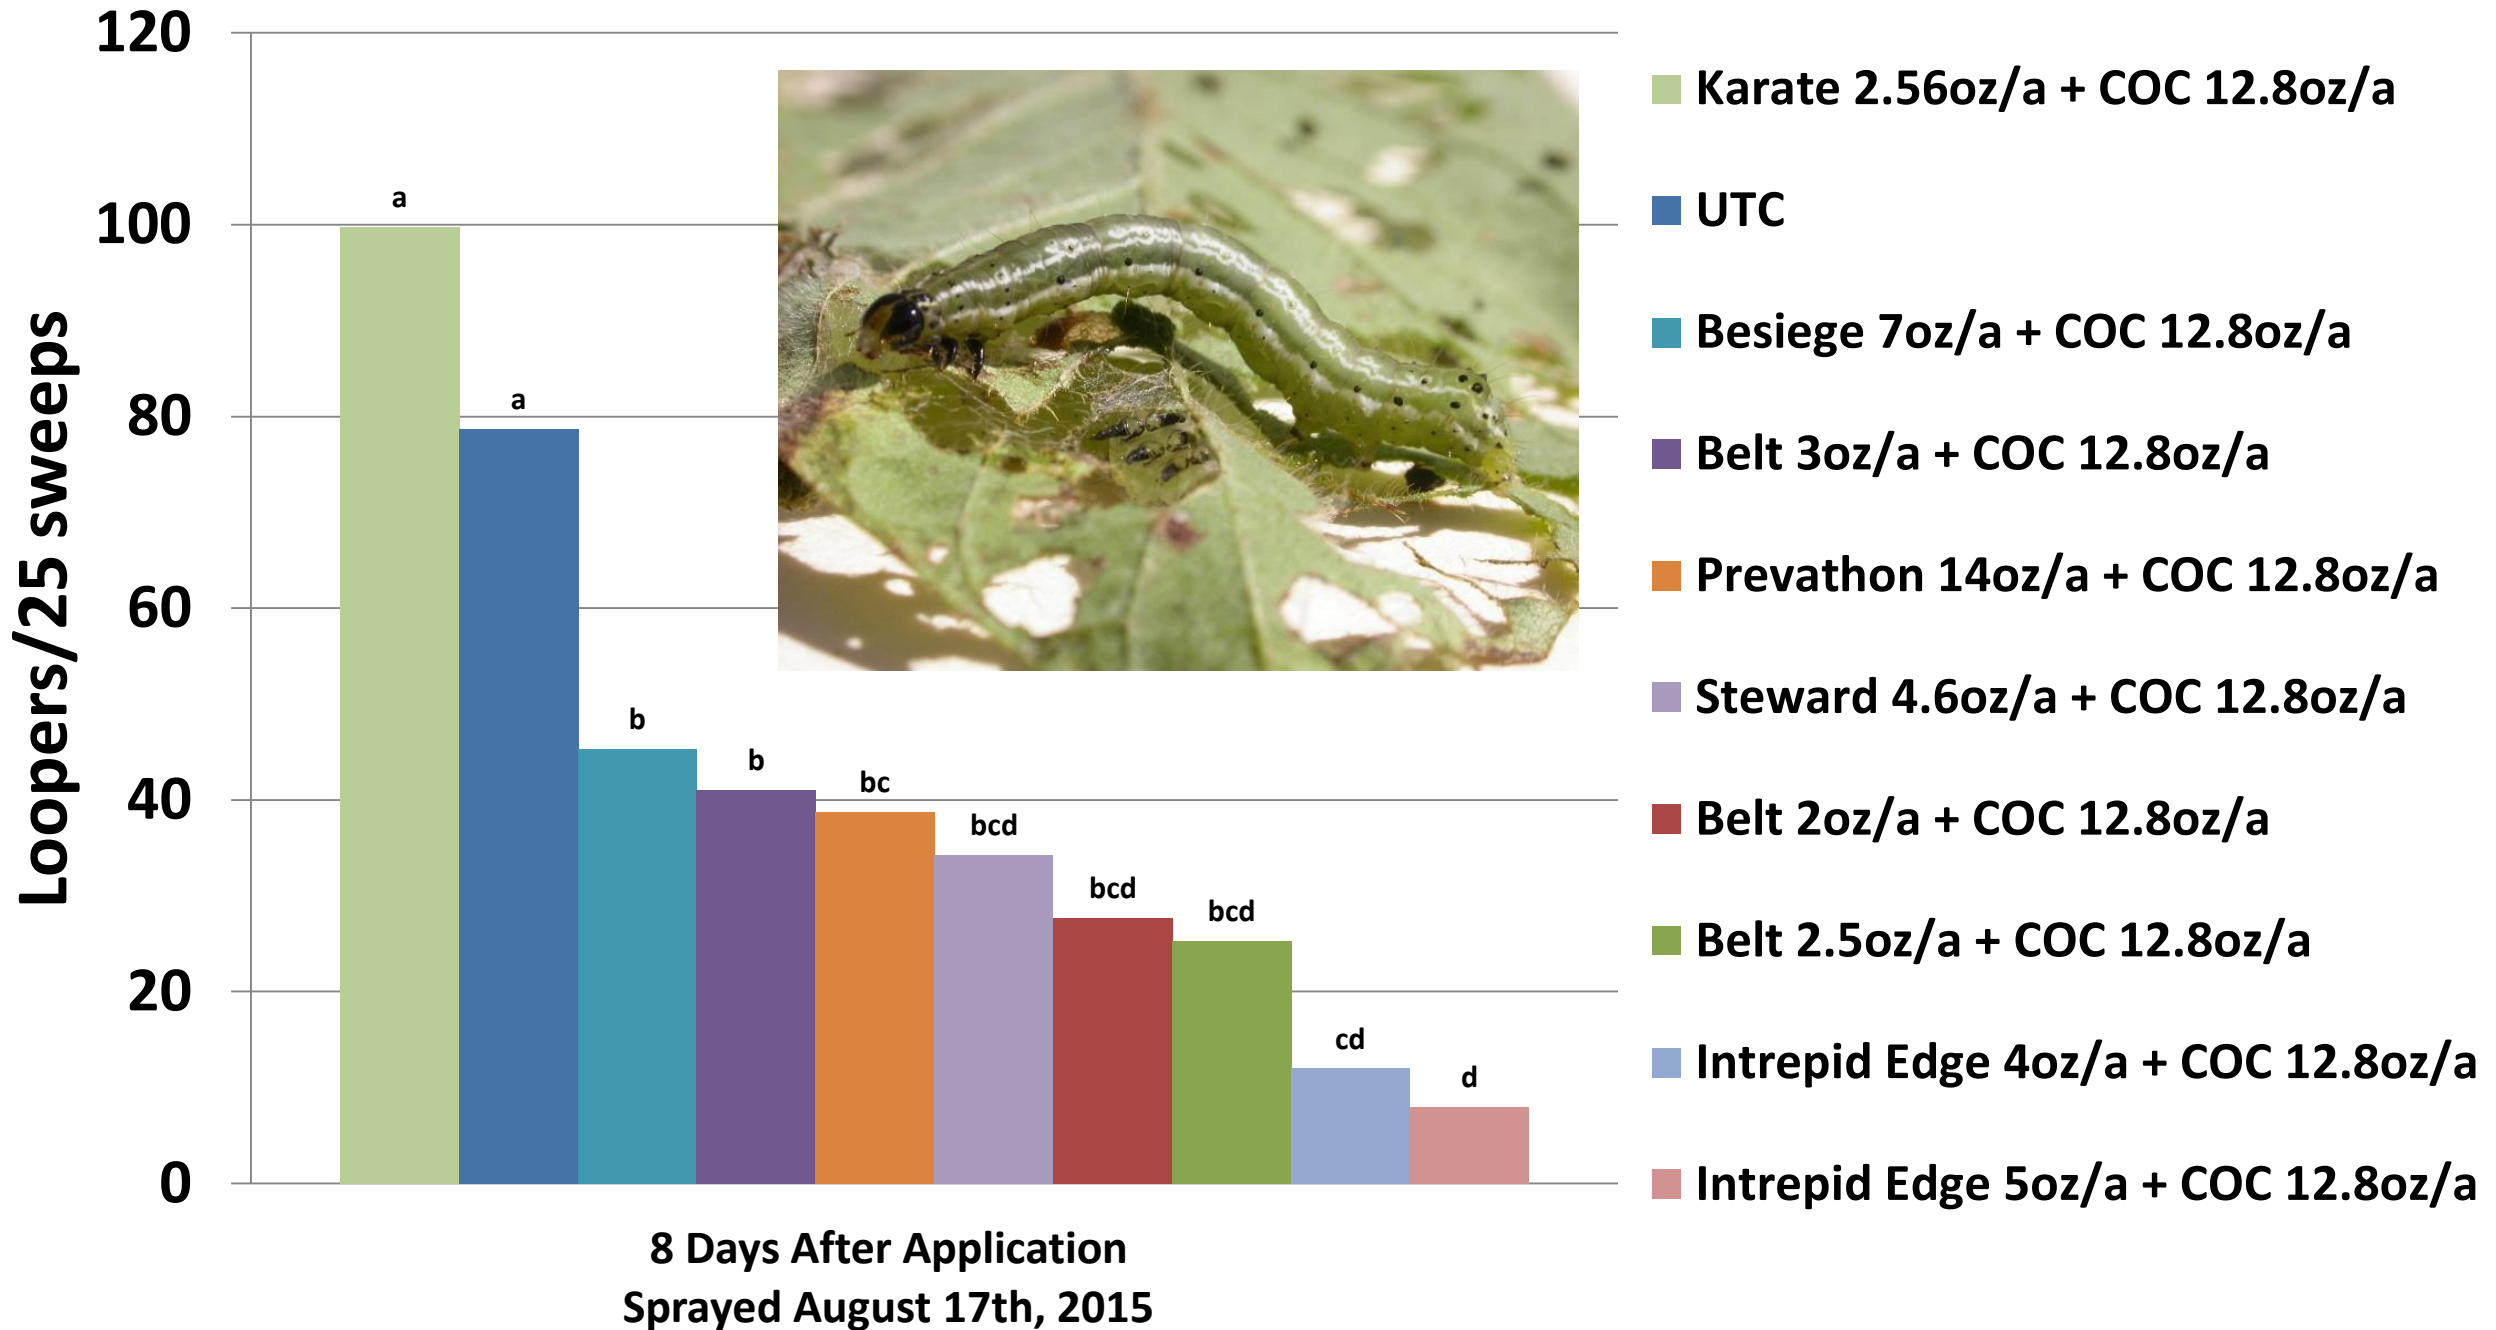 120
100
80
60
40
20
0
Loopers/25 sweeps
a
a
b
b
bc
bcd
bcd
bcd
cd
d
8 Days After Application
Sprayed August 17th, 2015
Karate 2.56oz/a + COC 12.8oz/a
UTC
Besiege 7oz/a + COC 12.8oz/a
Belt 3oz/a + COC 12.8oz/a
Prevathon 14oz/a + COC 12.8oz/a
Steward 4.6oz/a + COC 12.8oz/a
Belt 2oz/a + COC 12.8oz/a
Belt 2.5oz/a + COC 12.8oz/a
Intrepid Edge 4oz/a + COC 12.8oz/a
Intrepid Edge 5oz/a + COC 12.8oz/a